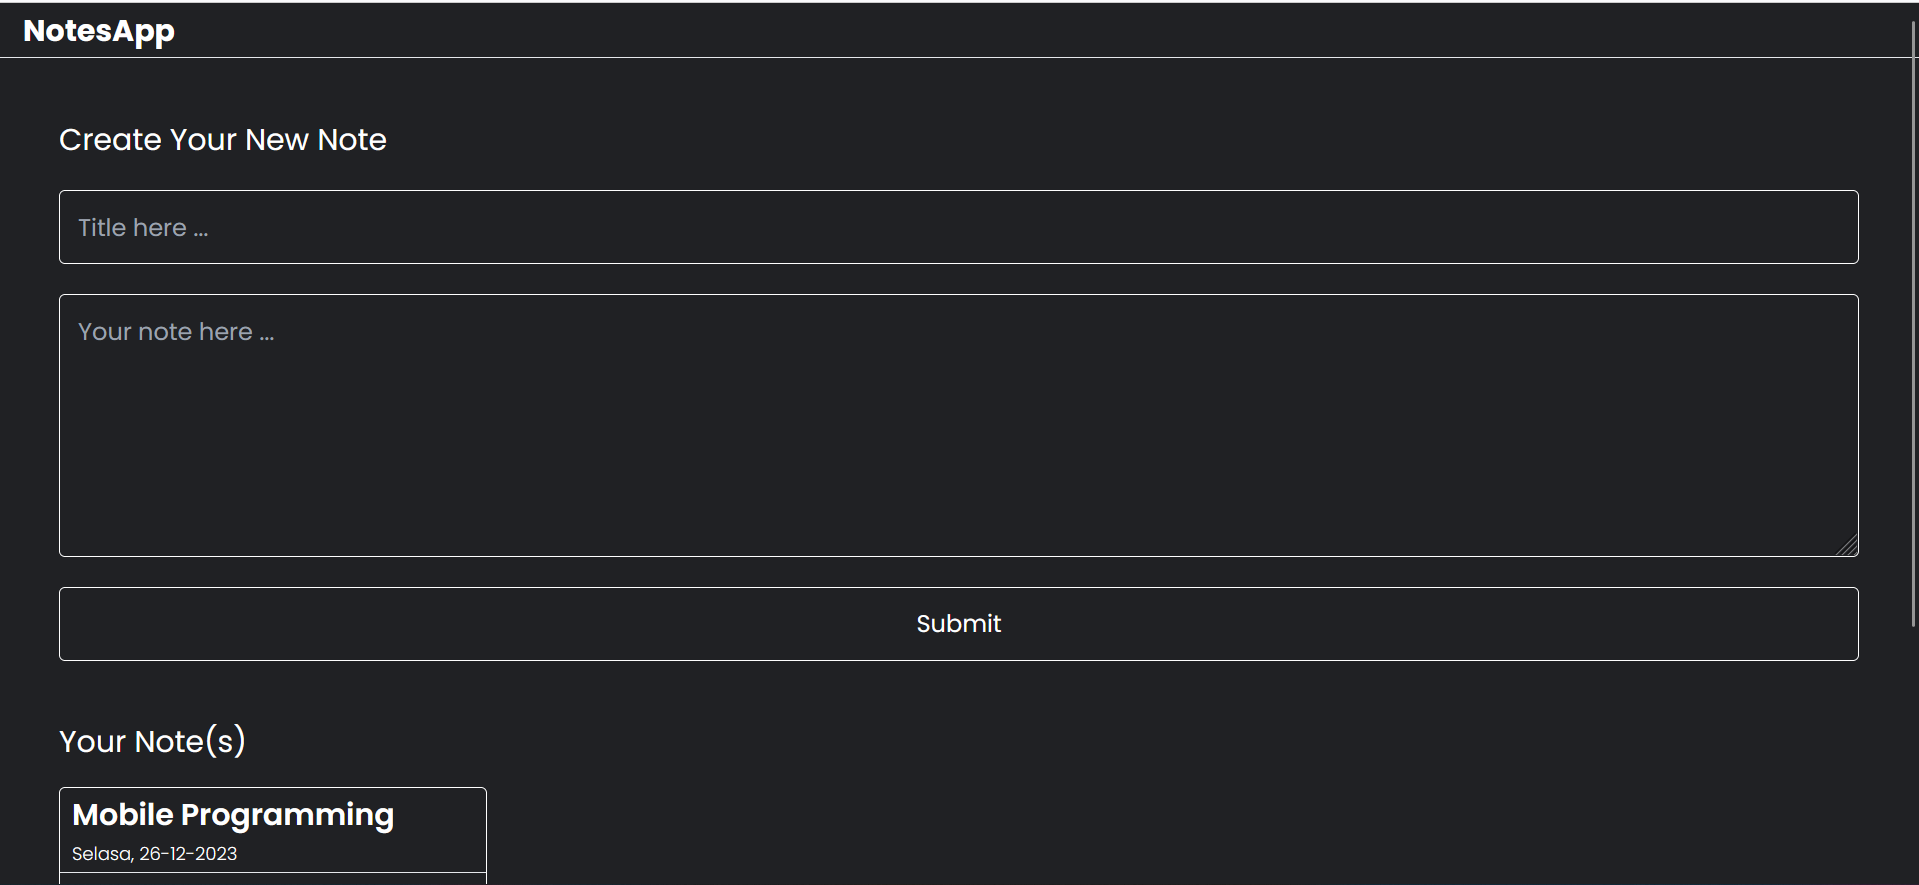 NotesApp
Create Your New Note
Title here ...
Your note here ...
Submit
Your Note(s)
Mobile Programming
Selasa, 26-12-2023